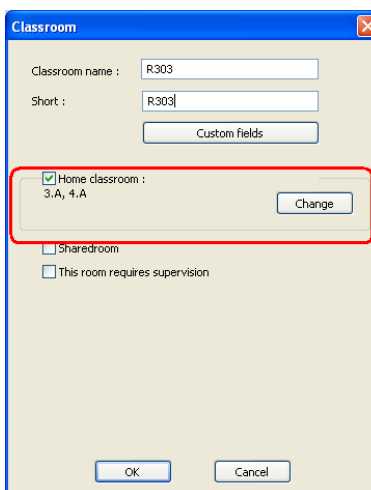 Classroom
Classroom name : R303
Short : R303
Custom fields
Home classroom :
3.A, 4.A
Change
Sharedroom
This room requires supervision
OK Cancel